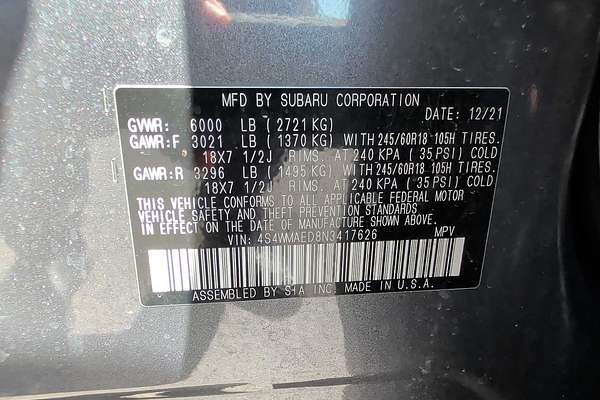 MFD BY SUBARU CORPORATION
DATE: 12/21
GVWR: 6000 LB (2721 KG)
GAWR:F 3021 LB (1370 KG) WITH 245/60R18 105H TIRES.
18X7 1/2J RIMS. AT 240 KPA (35 PSI) COLD
GAWR:R 3296 LB (1495 KG) WITH 245/60R18 105H TIRES.
18X7 1/2J RIMS. AT 240 KPA (35 PSI) COLD
THIS VEHICLE CONFORMS TO ALL APPLICABLE FEDERAL MOTOR
VEHICLE SAFETY AND THEFT PREVENTION STANDARDS
IN EFFECT ON THE DATE OF MANUFACTURE SHOWN ABOVE.
VIN: 4S4WMAED8N3417626 MPV
ASSEMBLED BY SIA INC. MADE IN U.S.A.